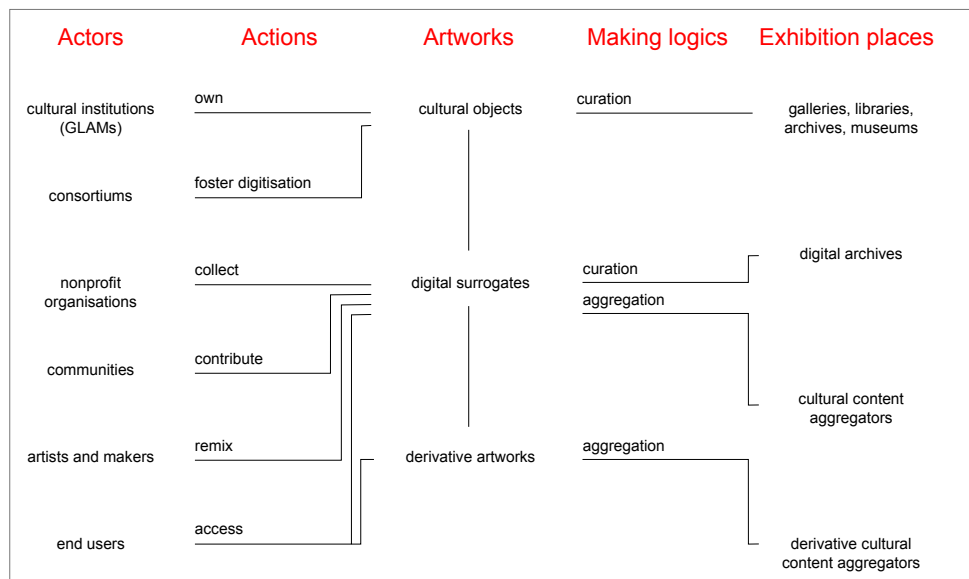 Actors
Actions
Artworks
Making logics
Exhibition places
cultural institutions
(GLAMs)
own
cultural objects
curation
galleries, libraries,
archives, museums
consortiums
foster digitisation
nonprofit
organisations
collect
digital surrogates
curation
aggregation
digital archives
communities
contribute
cultural content
aggregators
artists and makers
remix
derivative artworks
aggregation
end users
access
derivative cultural
content aggregators